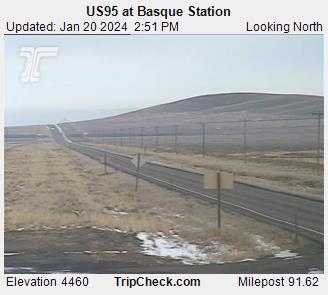 US95 at Basque Station
Updated: Jan 20 2024 2:51 PM Looking North
Elevation 4460 TripCheck.com Milepost 91.62